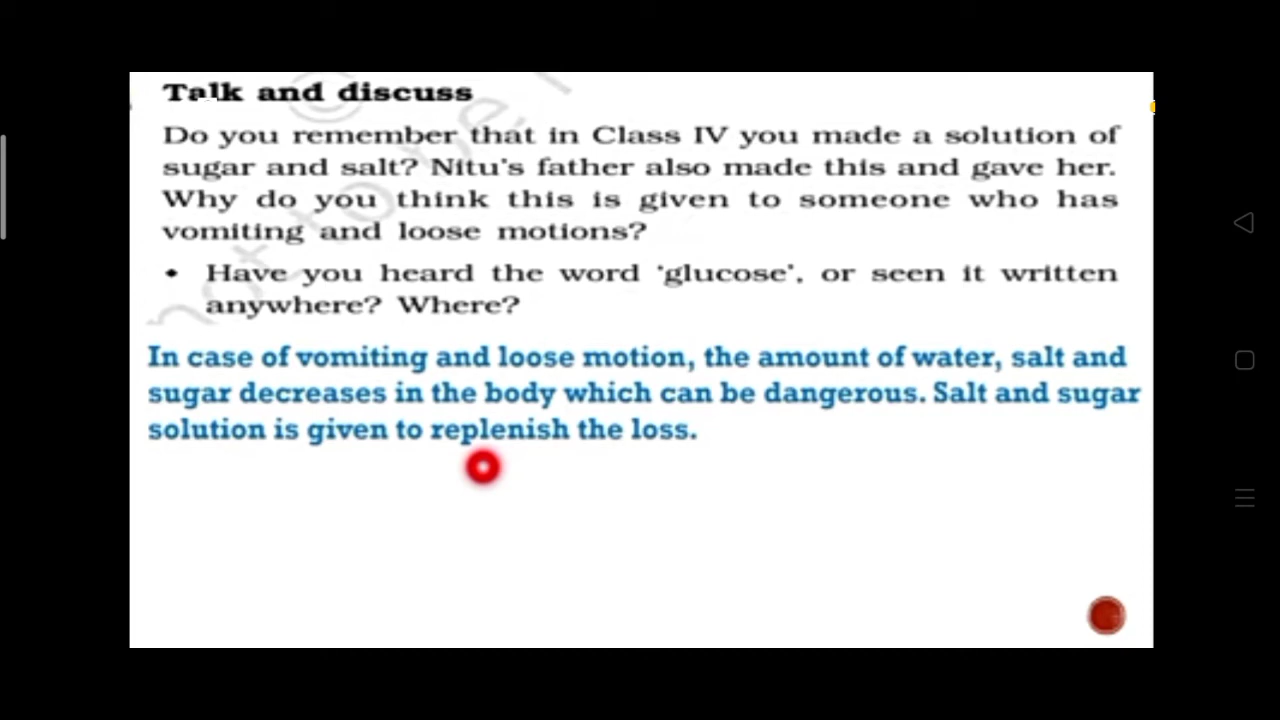 Talk and discuss
Do you remember that in Class IV you made a solution of
sugar and salt? Nitu's father also made this and gave her.
Why do you think this is given to someone who has
vomiting and loose motions?
• Have you heard the word 'glucose', or seen it written
anywhere? Where?
In case of vomiting and loose motion, the amount of water, salt and
sugar decreases in the body which can be dangerous. Salt and sugar
solution is given to replenish the loss.
not to be r